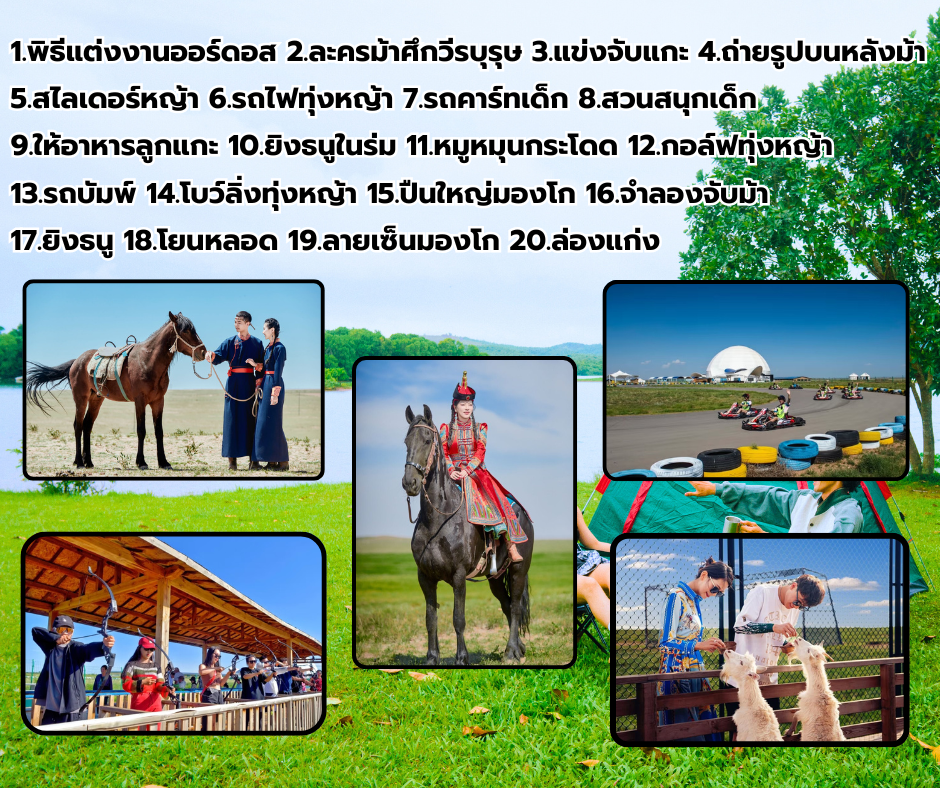 1.พิธีแต่งงานออร์ดอส 2.ละครม้าศึกวีรบุรุษ 3.แข่งจับแกะ 4.ถ่ายรูปบนหลังม้า
5.สไลเดอร์หญ้า 6.รถไฟทุ่งหญ้า 7.รถคาร์ทเด็ก 8.สวนสนุกเด็ก
9.ให้อาหารลูกแกะ 10.ยิงธนูในร่ม 11.หมูหมุนกระโดด 12.กอล์ฟทุ่งหญ้า
13.รถบัมพ์ 14.โบว์ลิ่งทุ่งหญ้า 15.ปืนใหญ่มองโก 16.จำลองจับม้า
17.ยิงธนู 18.โยนหลอด 19.ลายเซ็นมองโก 20.ล่องแก่ง